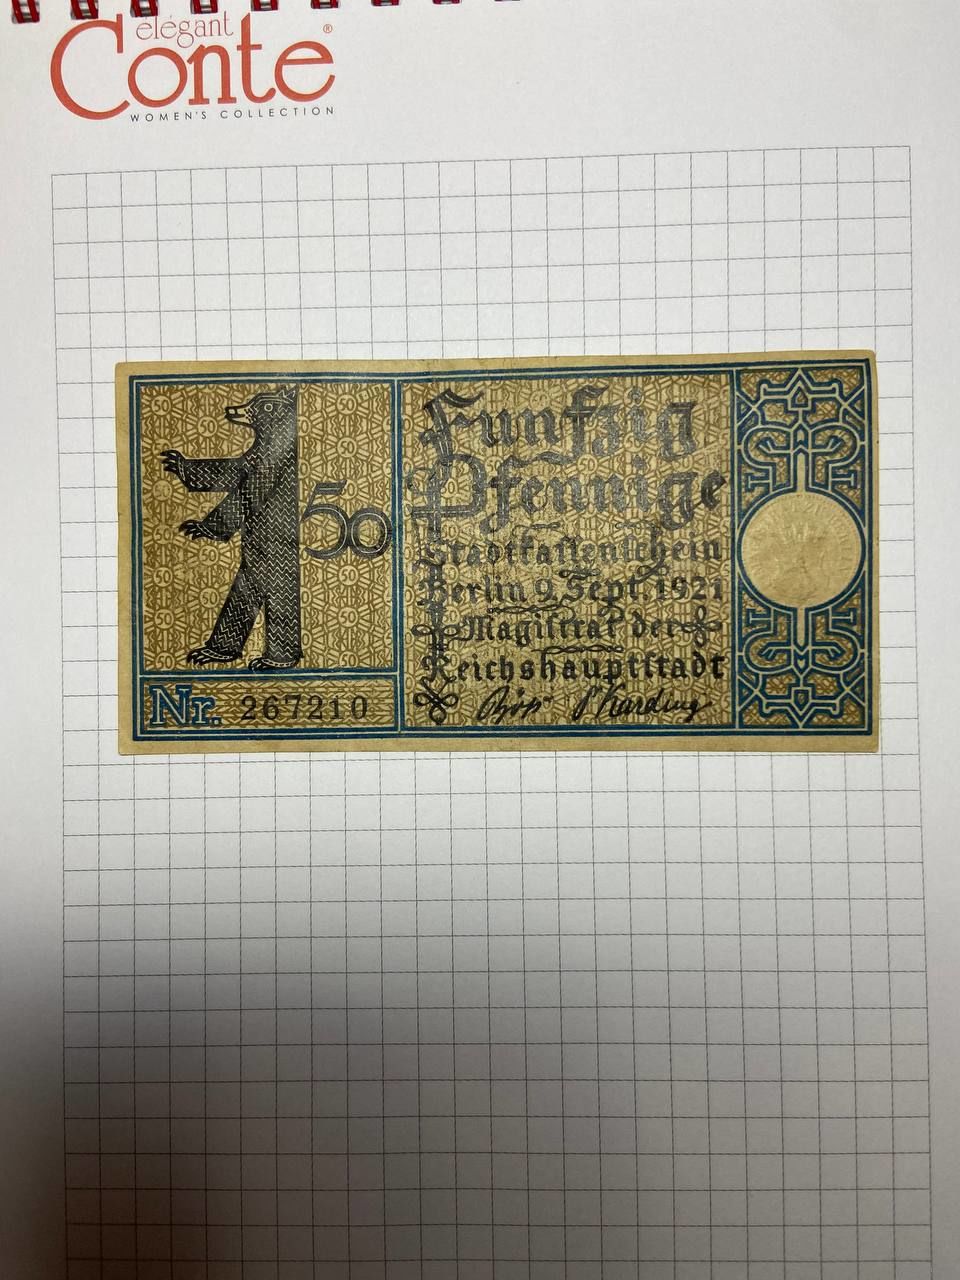 elegant
Conte®
WOMEN'S COLLECTION
50
Funfzig
Pfennige
Stadtkassenschein
Berlin 9. Sept. 1921
Magistrat der
Reichshauptstadt
Nr. 267210